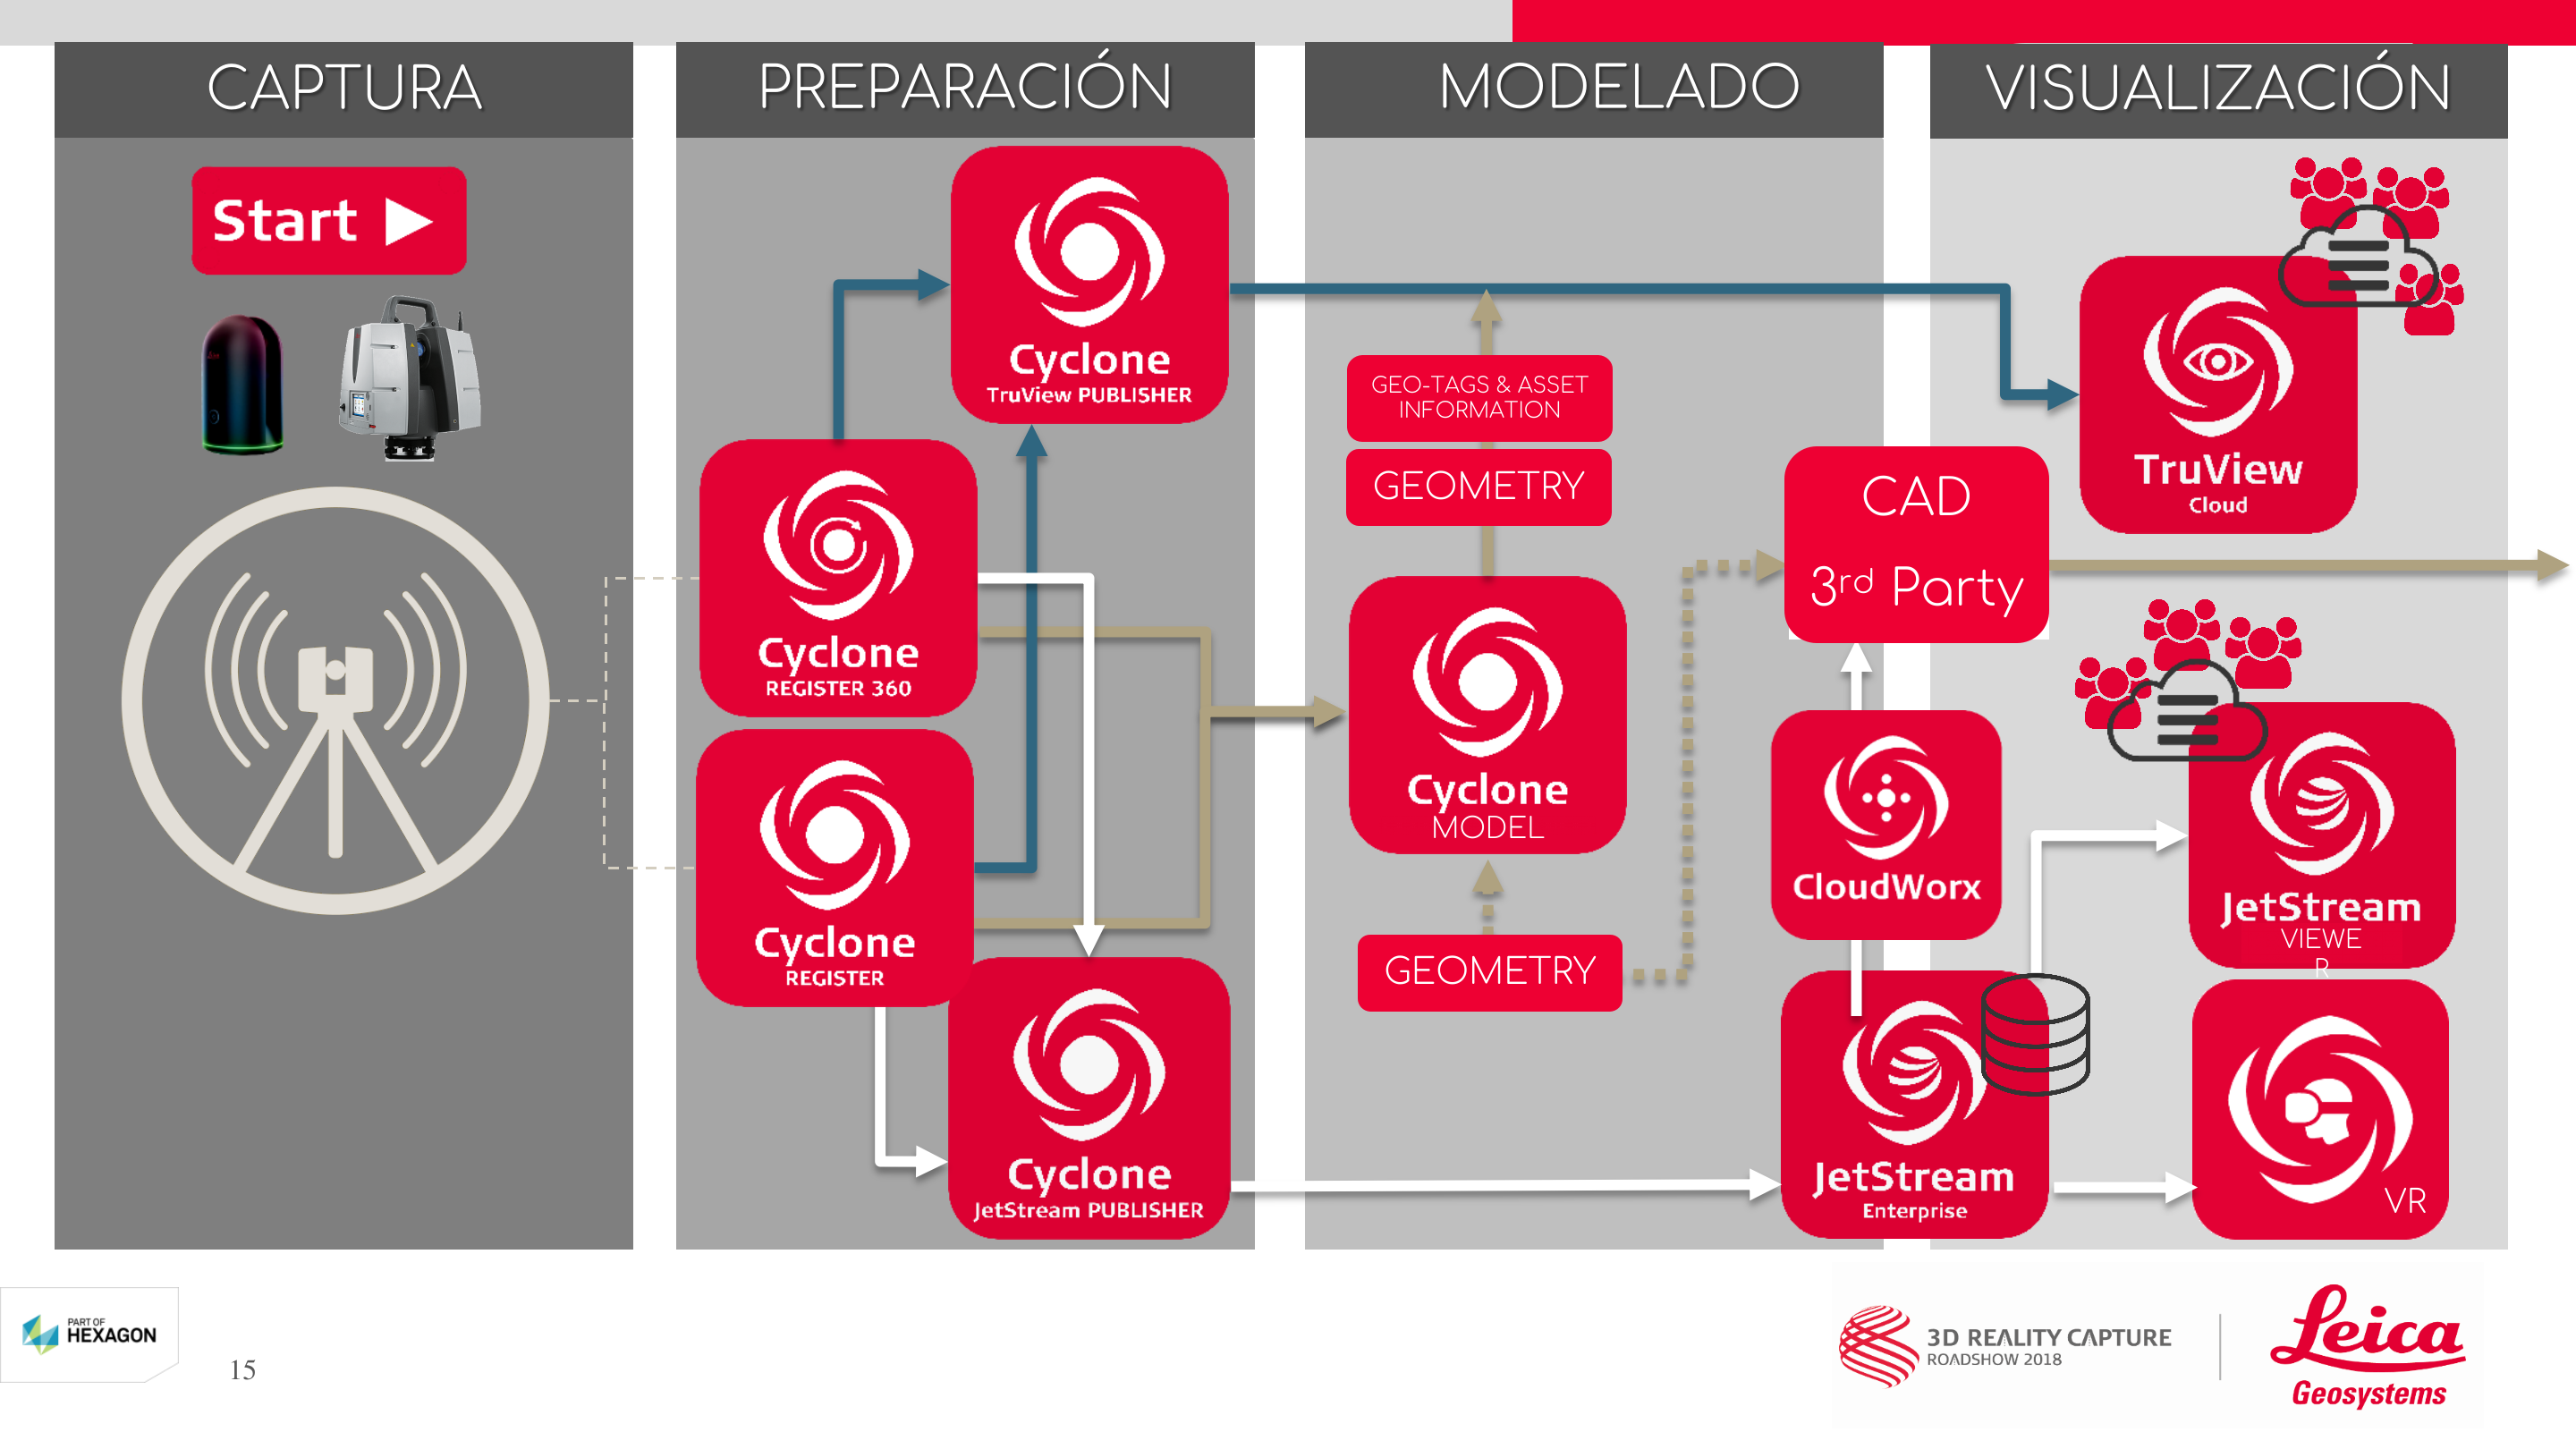 CAPTURA
PREPARACIÓN
MODELADO
VISUALIZACIÓN
Start
Cyclone
TruView PUBLISHER
Cyclone
REGISTER 360
Cyclone
REGISTER
Cyclone
JetStream PUBLISHER
GEO-TAGS & ASSET
INFORMATION
GEOMETRY
Cyclone
MODEL
GEOMETRY
CAD
3rd Party
CloudWorx
JetStream
Enterprise
TruView
Cloud
JetStream
VIEWE
R
VR
PART OF
HEXAGON
15
3D REALITY CAPTURE
ROADSHOW 2018
Leica
Geosystems